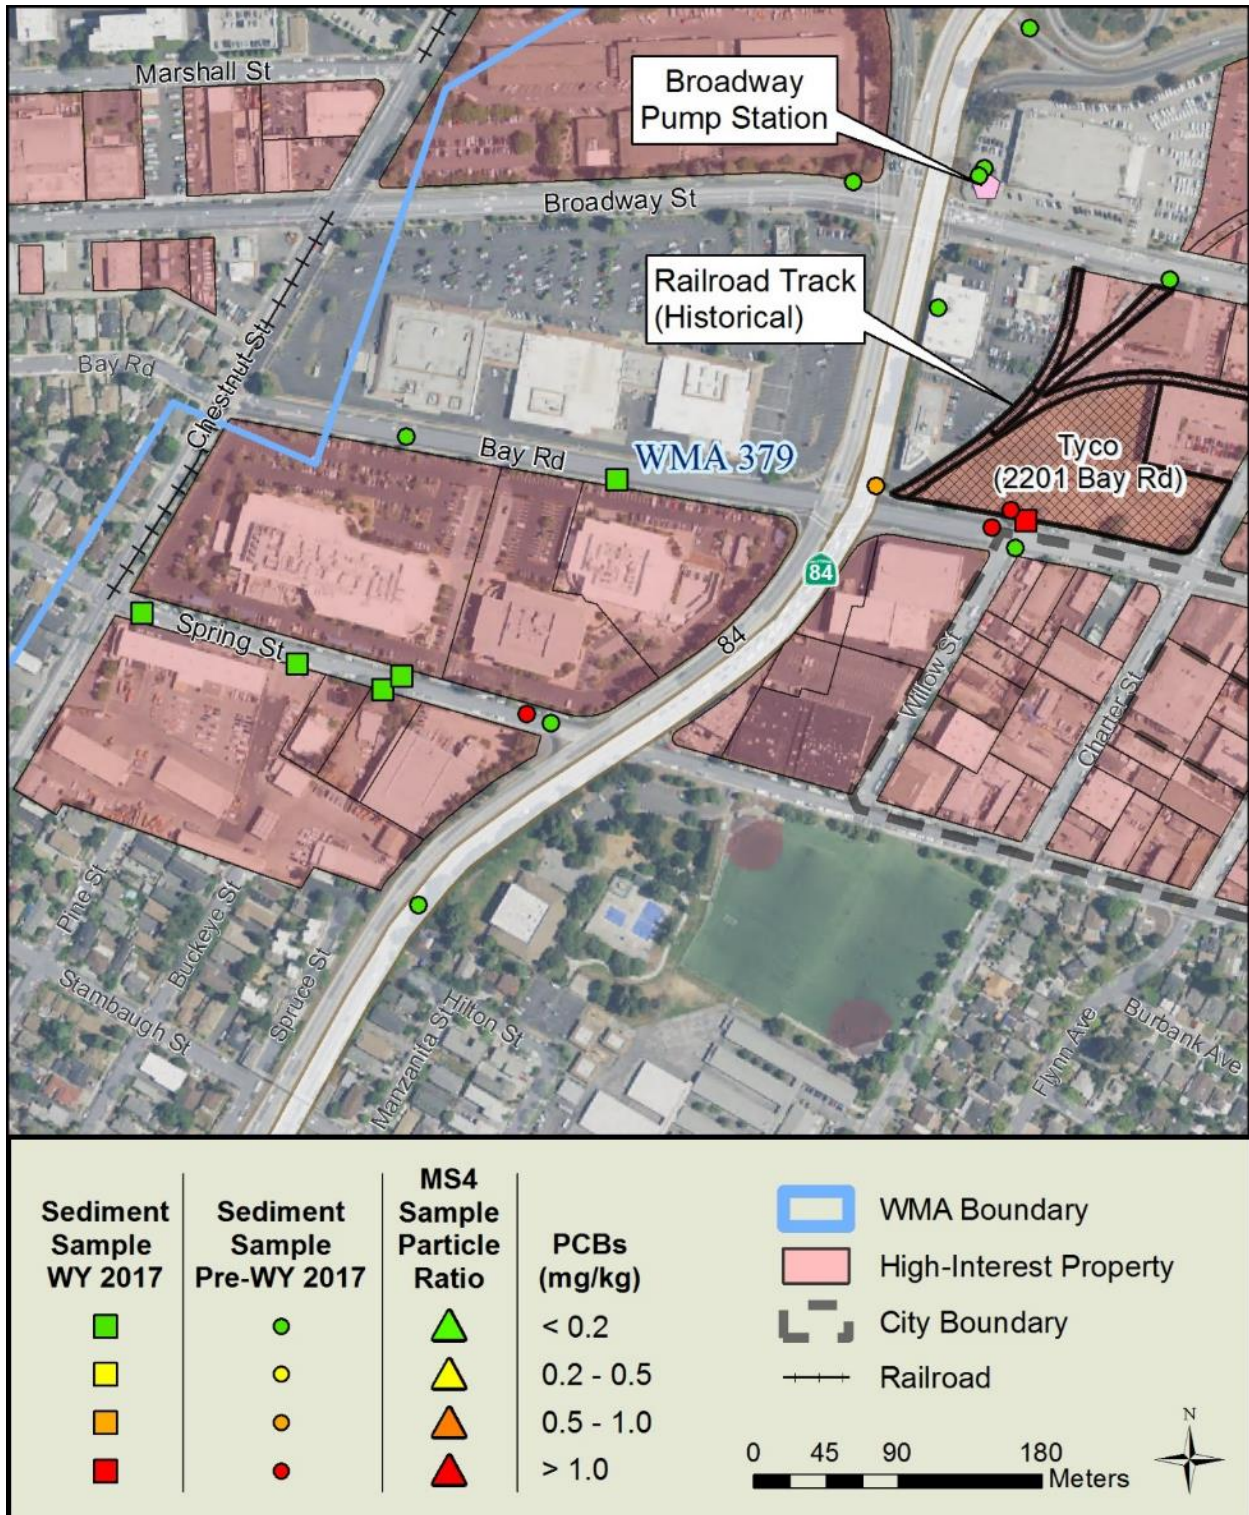 Marshall St
Broadway
Pump Station
Broadway St
Railroad Track
(Historical)
Chestnut St
Bay Rd
Bay Rd
WMA 379
Tyco
(2201 Bay Rd)
84
84
Spring St
Willow St
Charter St
Pine St
Buckeye St
Spruce St
Stambaugh St
Manzanita St
Hilton St
Flynn Ave
Burbank Ave
Sediment
Sample
WY 2017
Sediment
Sample
Pre-WY 2017
MS4
Sample
Particle
Ratio
PCBs
(mg/kg)
< 0.2
0.2 - 0.5
0.5 - 1.0
> 1.0
WMA Boundary
High-Interest Property
City Boundary
Railroad
0 45 90 180
Meters
N